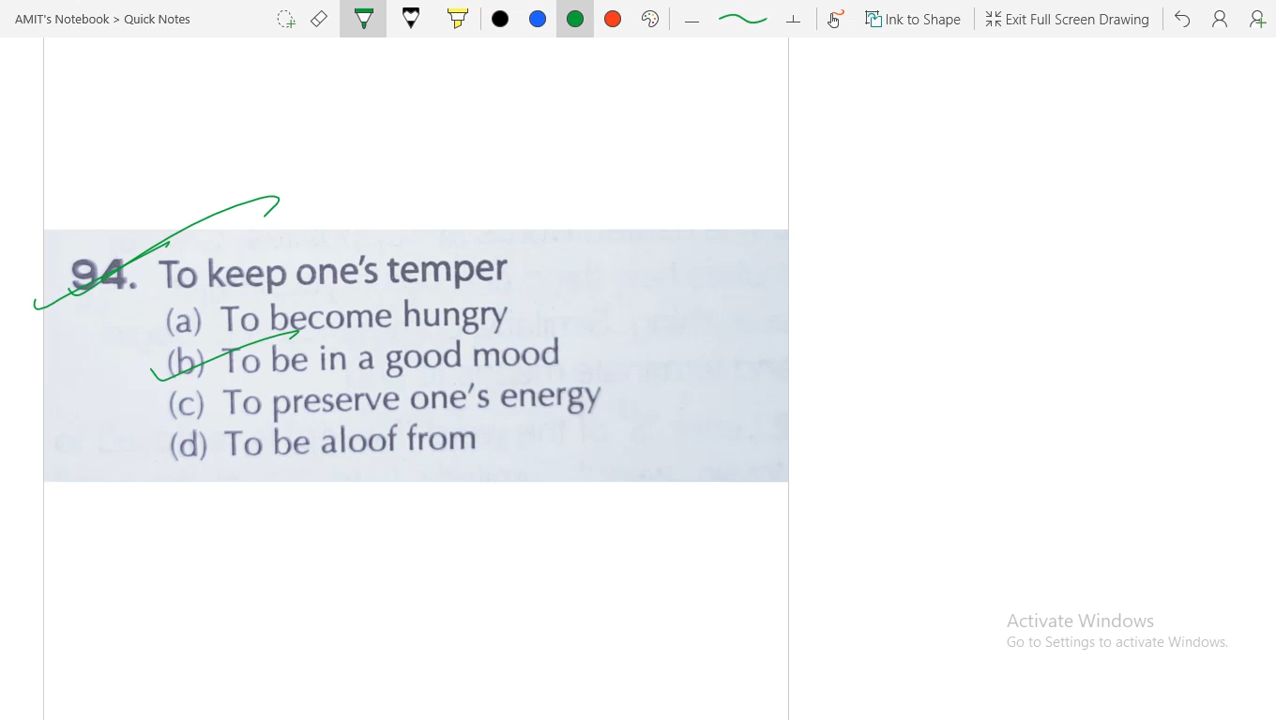 AMIT's Notebook > Quick Notes
Ink to Shape
Exit Full Screen Drawing
94. To keep one's temper
(a) To become hungry
(b) To be in a good mood
(c) To preserve one's energy
(d) To be aloof from
Activate Windows
Go to Settings to activate Windows.